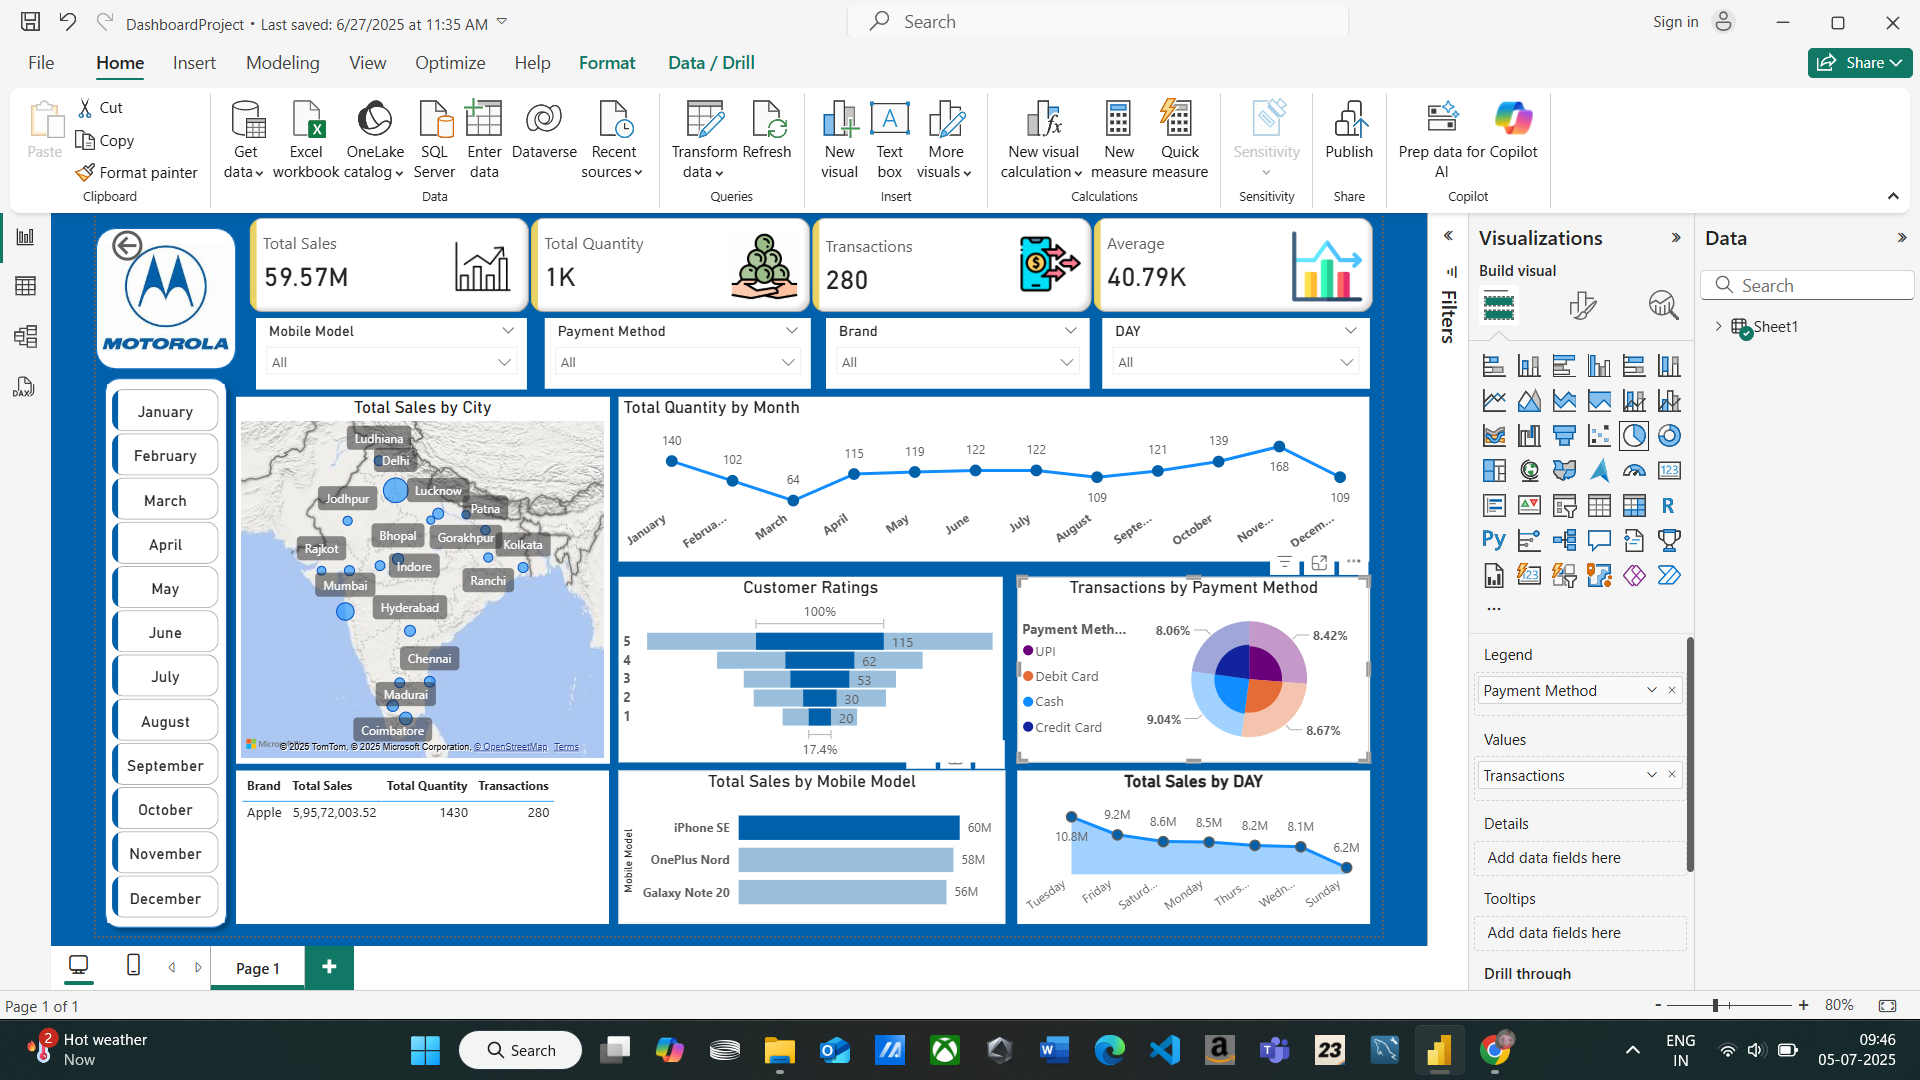 DashboardProject • Last saved: 6/27/2025 at 11:35 AM
Search
Sign in
File
Home
Insert
Modeling
View
Optimize
Help
Format
Data / Drill
Share
Paste
Cut
Copy
Format painter
Clipboard
Get data
Excel workbook
OneLake catalog
SQL Server
Enter data
Dataverse
Recent sources
Data
Transform data
Refresh
Queries
New visual
Text box
More visuals
Insert
New visual calculation
New measure
Quick measure
Calculations
Sensitivity
Sensitivity
Publish
Share
Prep data for AI
Copilot
Copilot
MOTOROLA
Total Sales
59.57M
Total Quantity
1K
Transactions
280
Average
40.79K
Mobile Model
All
Payment Method
All
Brand
All
DAY
All
January
February
March
April
May
June
July
August
September
October
November
December
Total Sales by City
Ludhiana
Delhi
Jodhpur
Lucknow
Patna
Bhopal
Gorakhpur
Kolkata
Rajkot
Indore
Mumbai
Ranchi
Hyderabad
Chennai
Madurai
Coimbatore
© 2025 TomTom, © 2025 Microsoft Corporation, © OpenStreetMap Terms
Total Quantity by Month
140
102
64
115
119
122
122
109
121
139
168
109
January
Februa...
March
April
May
June
July
August
Septe...
October
Nove...
Decem...
Customer Ratings
100%
5 115
4 62
3 53
2 30
1 20
17.4%
Transactions by Payment Method
Payment Meth...
UPI
Debit Card
Cash
Credit Card
8.06%
8.42%
9.04%
8.67%
Brand Total Sales Total Quantity Transactions
Apple 5,95,72,003.52 1430 280
Total Sales by Mobile Model
Mobile Model
iPhone SE 60M
OnePlus Nord 58M
Galaxy Note 20 56M
Total Sales by DAY
10.8M
9.2M
8.6M
8.5M
8.2M
8.1M
6.2M
Tuesday
Friday
Saturd...
Monday
Thurs...
Wedn...
Sunday
Filters
Visualizations
Build visual
123
R
Py
123
...
Legend
Payment Method
Values
Transactions
Details
Add data fields here
Tooltips
Add data fields here
Drill through
Data
Search
Sheet1
DAX
Page 1
Page 1 of 1
- + 80%
2
Hot weather
Now
Search
23
ENG
IN
09:46
05-07-2025